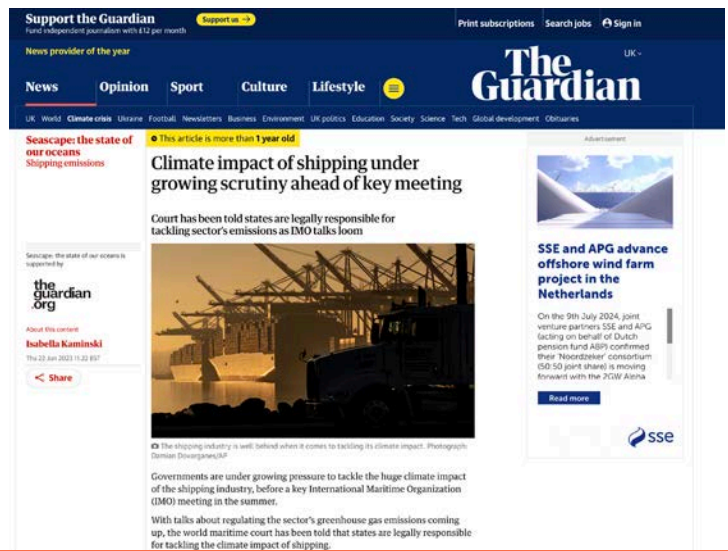 Support the Guardian
Fund independent journalism with £12 per month
Support us →
Print subscriptions
Search jobs
Sign in
News provider of the year
The Guardian
UK
News
Opinion
Sport
Culture
Lifestyle
UK World Climate crisis Ukraine Football Newsletters Business Environment UK politics Education Society Science Tech Global development Obituaries
Seascape: the state of
our oceans
Shipping emissions
Seascape: the state of our oceans is
supported by
the
guardian
.org
About this content
Isabella Kaminski
Thu 22 Jun 2023 11.22 EST
Share
This article is more than 1 year old
Climate impact of shipping under
growing scrutiny ahead of key meeting
Court has been told states are legally responsible for
tackling sector's emissions as IMO talks loom
The shipping industry is well behind when it comes to tackling its climate impact. Photograph:
Damian Dovarganes/AP
Governments are under growing pressure to tackle the huge climate impact
of the shipping industry, before a key International Maritime Organization
(IMO) meeting in the summer.
With talks about regulating the sector's greenhouse gas emissions coming
up, the world maritime court has been told that states are legally responsible
for tackling the climate impact of shipping.
Advertisement
SSE and APG advance
offshore wind farm
project in the
Netherlands
On the 9th July 2024, joint
venture partners SSE and APG
(acting on behalf of Dutch
pension fund ABP) confirmed
their 'Noordzeker' consortium
(50:50 joint share) is moving
forward with the 2GW Alpha
Read more
sse